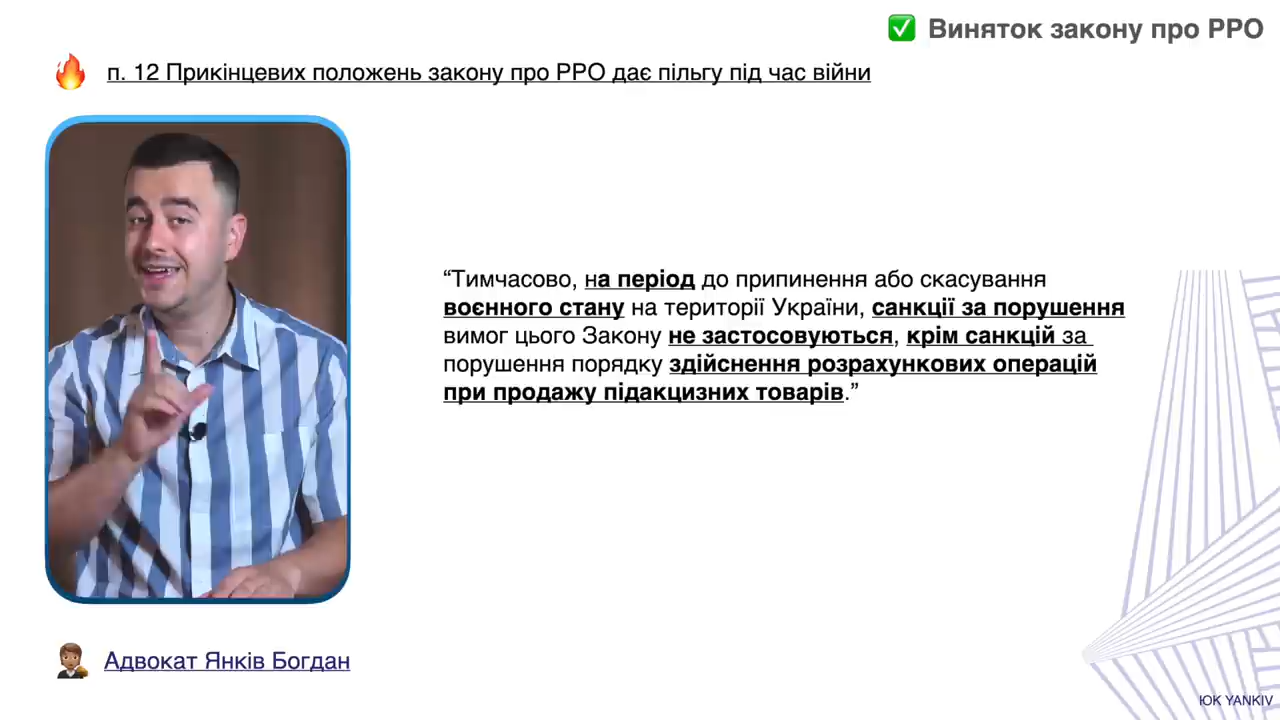 ✅ Виняток закону про РРО
🔥 п. 12 Прикінцевих положень закону про РРО дає пільгу під час війни
“Тимчасово, на період до припинення або скасування
воєнного стану на території України, санкції за порушення
вимог цього Закону не застосовуються, крім санкцій за
порушення порядку здійснення розрахункових операцій
при продажу підакцизних товарів.”
Адвокат Янків Богдан
ЮК YANKIV